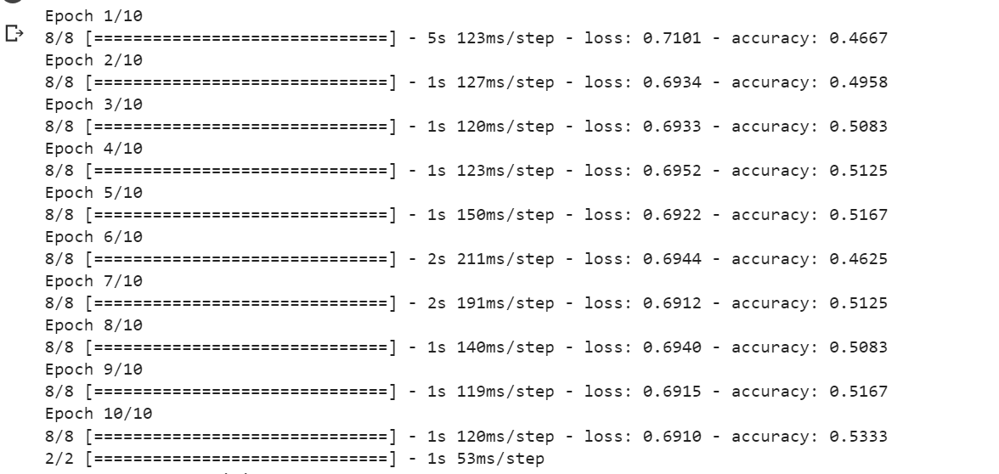 Epoch 1/10
8/8 [==============================] - 5s 123ms/step - loss: 0.7101 - accuracy: 0.4667
Epoch 2/10
8/8 [==============================] - 1s 127ms/step - loss: 0.6934 - accuracy: 0.4958
Epoch 3/10
8/8 [==============================] - 1s 120ms/step - loss: 0.6933 - accuracy: 0.5083
Epoch 4/10
8/8 [==============================] - 1s 123ms/step - loss: 0.6952 - accuracy: 0.5125
Epoch 5/10
8/8 [==============================] - 1s 150ms/step - loss: 0.6922 - accuracy: 0.5167
Epoch 6/10
8/8 [==============================] - 2s 211ms/step - loss: 0.6944 - accuracy: 0.4625
Epoch 7/10
8/8 [==============================] - 2s 191ms/step - loss: 0.6912 - accuracy: 0.5125
Epoch 8/10
8/8 [==============================] - 1s 140ms/step - loss: 0.6940 - accuracy: 0.5083
Epoch 9/10
8/8 [==============================] - 1s 119ms/step - loss: 0.6915 - accuracy: 0.5167
Epoch 10/10
8/8 [==============================] - 1s 120ms/step - loss: 0.6910 - accuracy: 0.5333
2/2 [==============================] - 1s 53ms/step